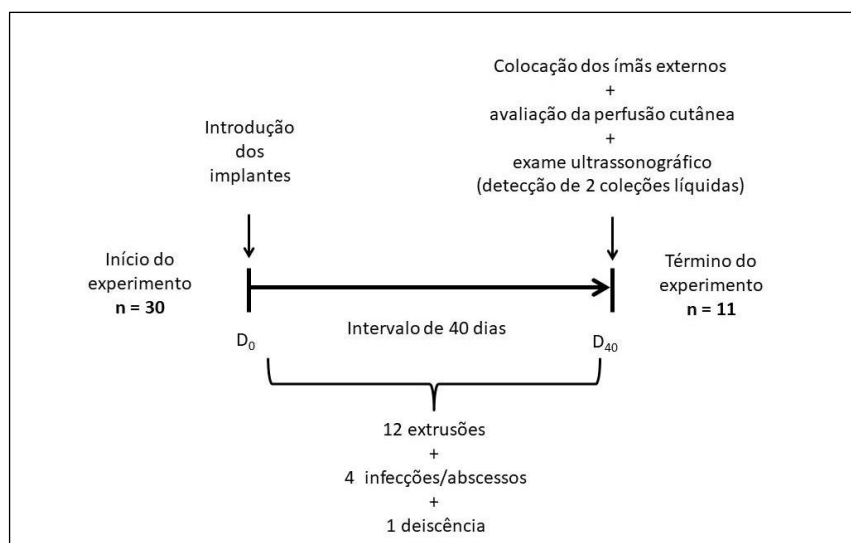 Introdução
dos
implantes
Colocação dos ímãs externos
+
avaliação da perfusão cutânea
+
exame ultrassonográfico
(detecção de 2 coleções líquidas)
Início do
experimento
n = 30
Término do
experimento
n = 11
Intervalo de 40 dias
D0
D40
12 extrusões
+
4 infecções/abscessos
+
1 deiscência